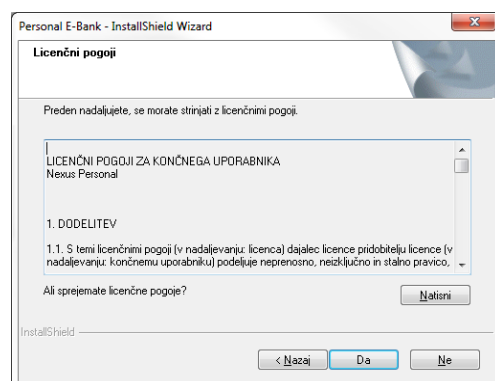 Personal E-Bank - InstallShield Wizard
Licenčni pogoji
Preden nadaljujete, se morate strinjati z licenčnimi pogoji.
LICENČNI POGOJI ZA KONČNEGA UPORABNIKA
Nexus Personal
1. DODELITEV
1.1. S temi licenčnimi pogoji (v nadaljevanju: licenca) dajalec licence pridobitelju licence (v
nadaljevanju: končnemu uporabniku) podeljuje neprenosno, neizključno in stalno pravico,
Ali sprejemate licenčne pogoje?
Natisni
InstallShield
< Nazaj
Da
Ne